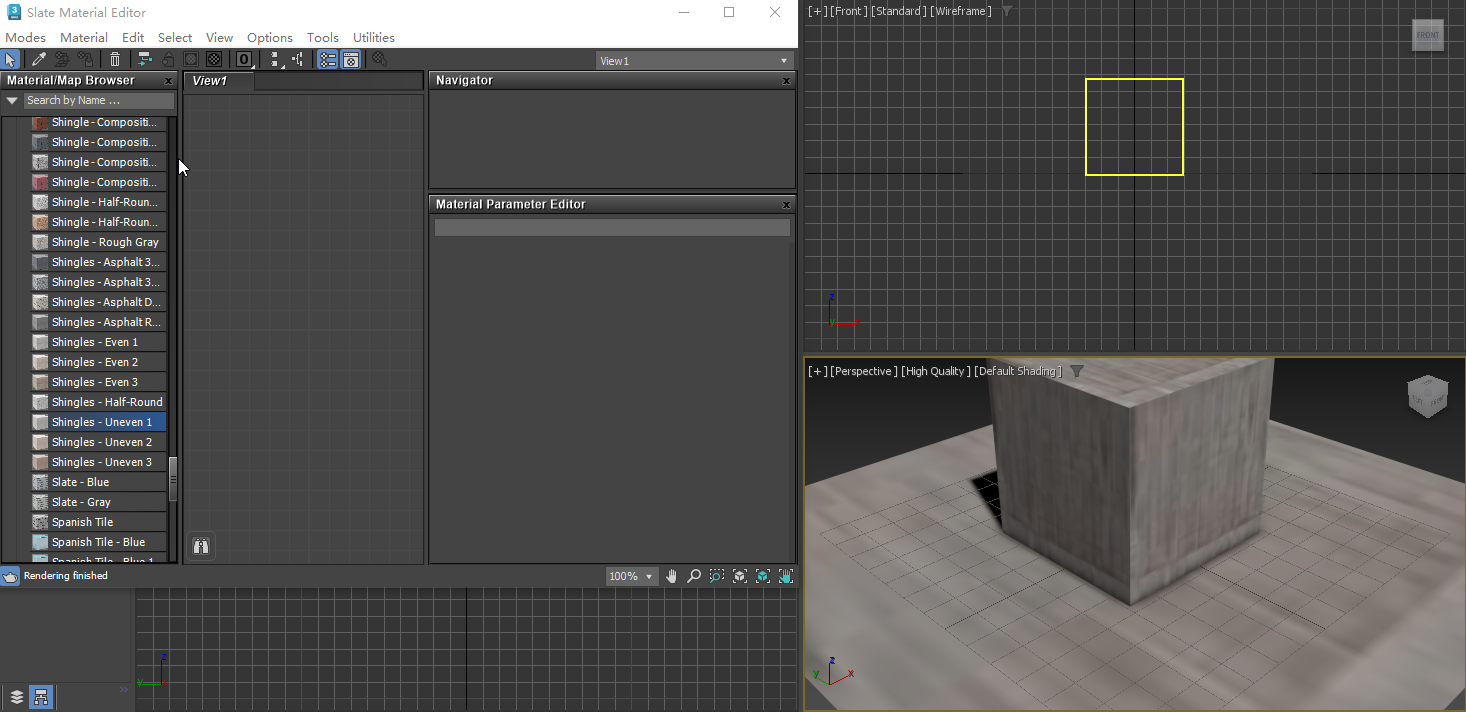 Slate Material Editor
Modes Material Edit Select View Options Tools Utilities
View1
Material/Map Browser
Search by Name ...
Shingle - Compositi...
Shingle - Compositi...
Shingle - Compositi...
Shingle - Compositi...
Shingle - Half-Roun...
Shingle - Half-Roun...
Shingle - Rough Gray
Shingles - Asphalt 3...
Shingles - Asphalt 3...
Shingles - Asphalt D...
Shingles - Asphalt R...
Shingles - Even 1
Shingles - Even 2
Shingles - Even 3
Shingles - Half-Round
Shingles - Uneven 1
Shingles - Uneven 2
Shingles - Uneven 3
Slate - Blue
Slate - Gray
Spanish Tile
Spanish Tile - Blue
Spanish Tile - Blue 1
Rendering finished
View1
Navigator
Material Parameter Editor
100%
z
y
[+] [Front] [Standard] [Wireframe]
FRONT
z
y
[+] [Perspective] [High Quality] [Default Shading]
FRONT
z
y
x